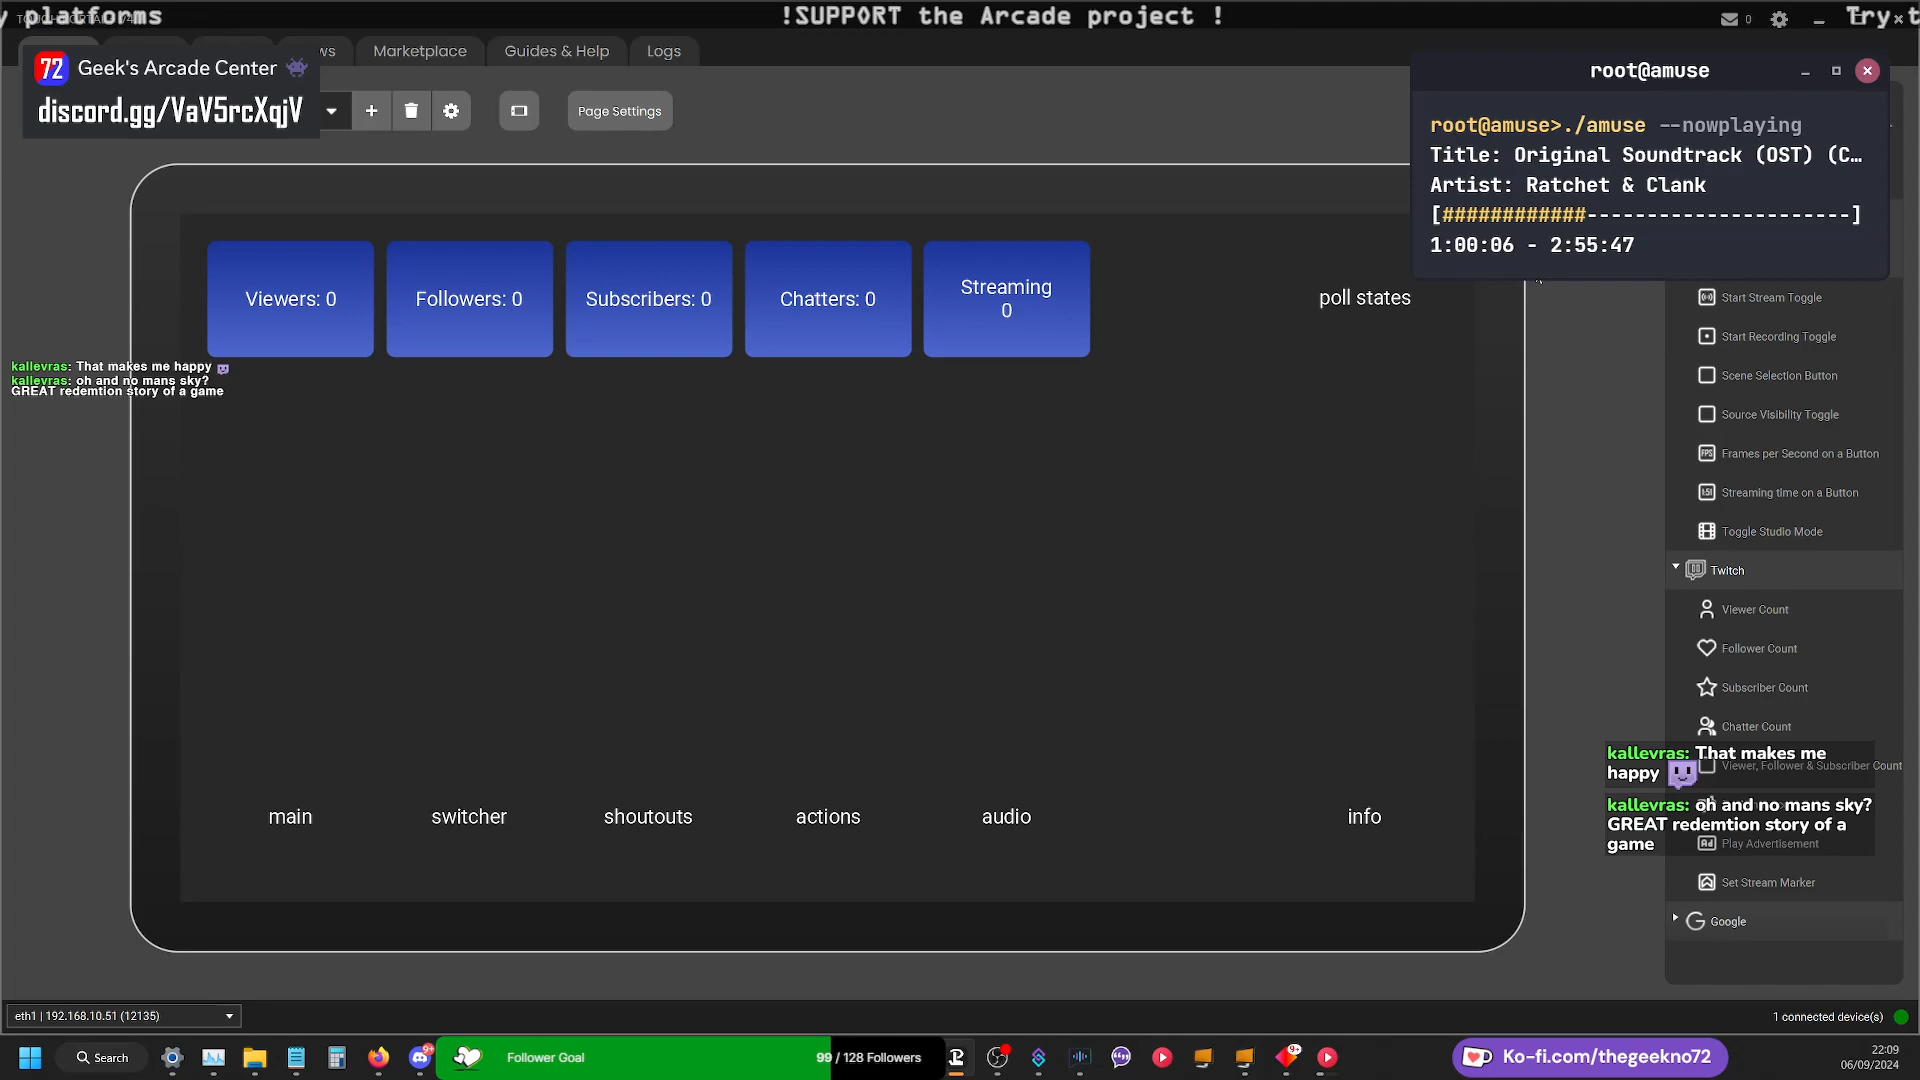 y platforms
!SUPPORT the Arcade project !
Try t
0
ws
Marketplace
Guides & Help
Logs
72 Geek's Arcade Center
discord.gg/VaV5rcXqjV
Page Settings
root@amuse
root@amuse>./amuse --nowplaying
Title: Original Soundtrack (OST) (C…
Artist: Ratchet & Clank
[############----------------------]
1:00:06 - 2:55:47
Viewers: 0
Followers: 0
Subscribers: 0
Chatters: 0
Streaming
0
poll states
kallevras: That makes me happy
kallevras: oh and no mans sky?
GREAT redemtion story of a game
main
switcher
shoutouts
actions
audio
info
Start Stream Toggle
Start Recording Toggle
Scene Selection Button
Source Visibility Toggle
FPS Frames per Second on a Button
Streaming time on a Button
Toggle Studio Mode
Twitch
Viewer Count
Follower Count
Subscriber Count
Chatter Count
Viewer, Follower & Subscriber Count
Ad Play Advertisement
Set Stream Marker
Google
kallevras: That makes me
happy
kallevras: oh and no mans sky?
GREAT redemtion story of a
game
eth1 | 192.168.10.51 (12135)
1 connected device(s)
Search
9+
Follower Goal
99 / 128 Followers
9+
Ko-fi.com/thegeekno72
22:09
06/09/2024